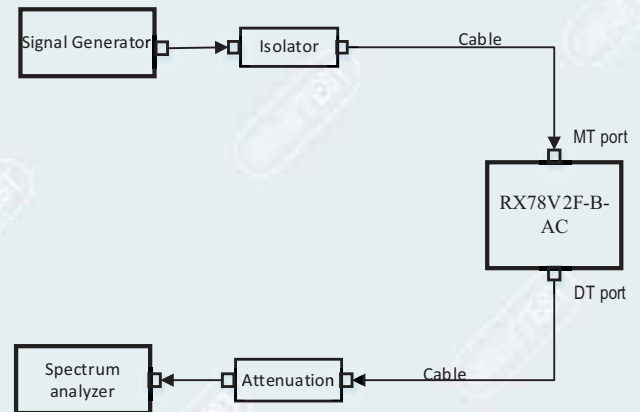 Signal Generator
Isolator
Cable
MT port
RX78V2F-B-
AC
DT port
Spectrum
analyzer
Attenuation
Cable